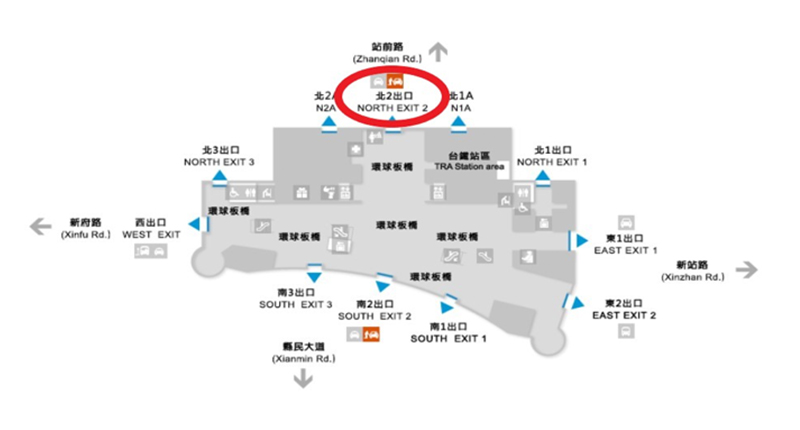 站前路
(Zhanqian Rd.)
北2A
N2A
北2出口
NORTH EXIT 2
北1A
N1A
北3出口
NORTH EXIT 3
環球板橋
台鐵站區
TRA Station area
北1出口
NORTH EXIT 1
新府路
(Xinfu Rd.)
西出口
WEST EXIT
環球板橋
環球板橋
環球板橋
環球板橋
環球板橋
東1出口
EAST EXIT 1
新站路
(Xinzhan Rd.)
南3出口
SOUTH EXIT 3
南2出口
SOUTH EXIT 2
南1出口
SOUTH EXIT 1
東2出口
EAST EXIT 2
縣民大道
(Xianmin Rd.)